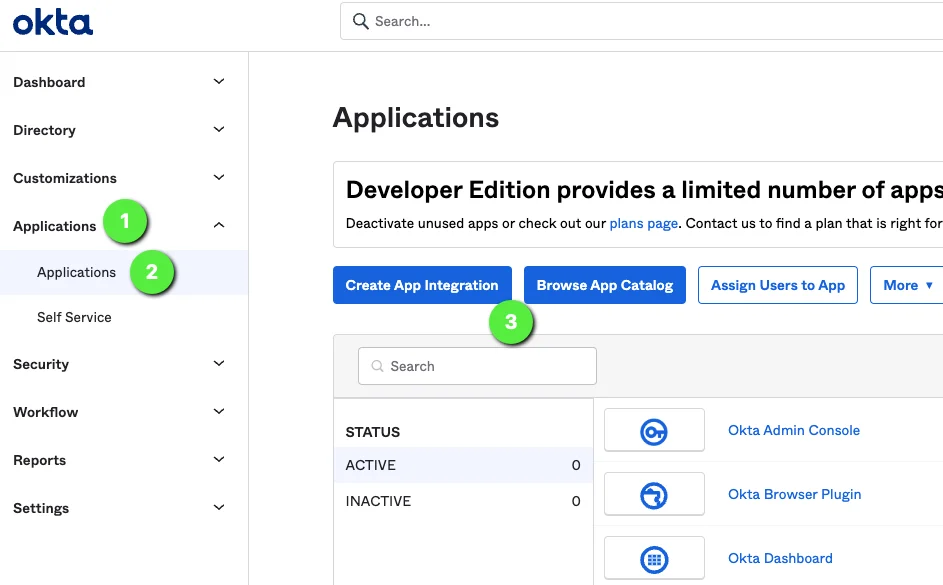 okta
Search...
Dashboard
Directory
Customizations
Applications 1
Applications 2
Self Service
Security
Workflow
Reports
Settings
Applications
Developer Edition provides a limited number of apps
Deactivate unused apps or check out our plans page. Contact us to find a plan that is right for
Create App Integration Browse App Catalog Assign Users to App More ▼
3
Search
STATUS
ACTIVE 0
INACTIVE 0
Okta Admin Console
Okta Browser Plugin
Okta Dashboard